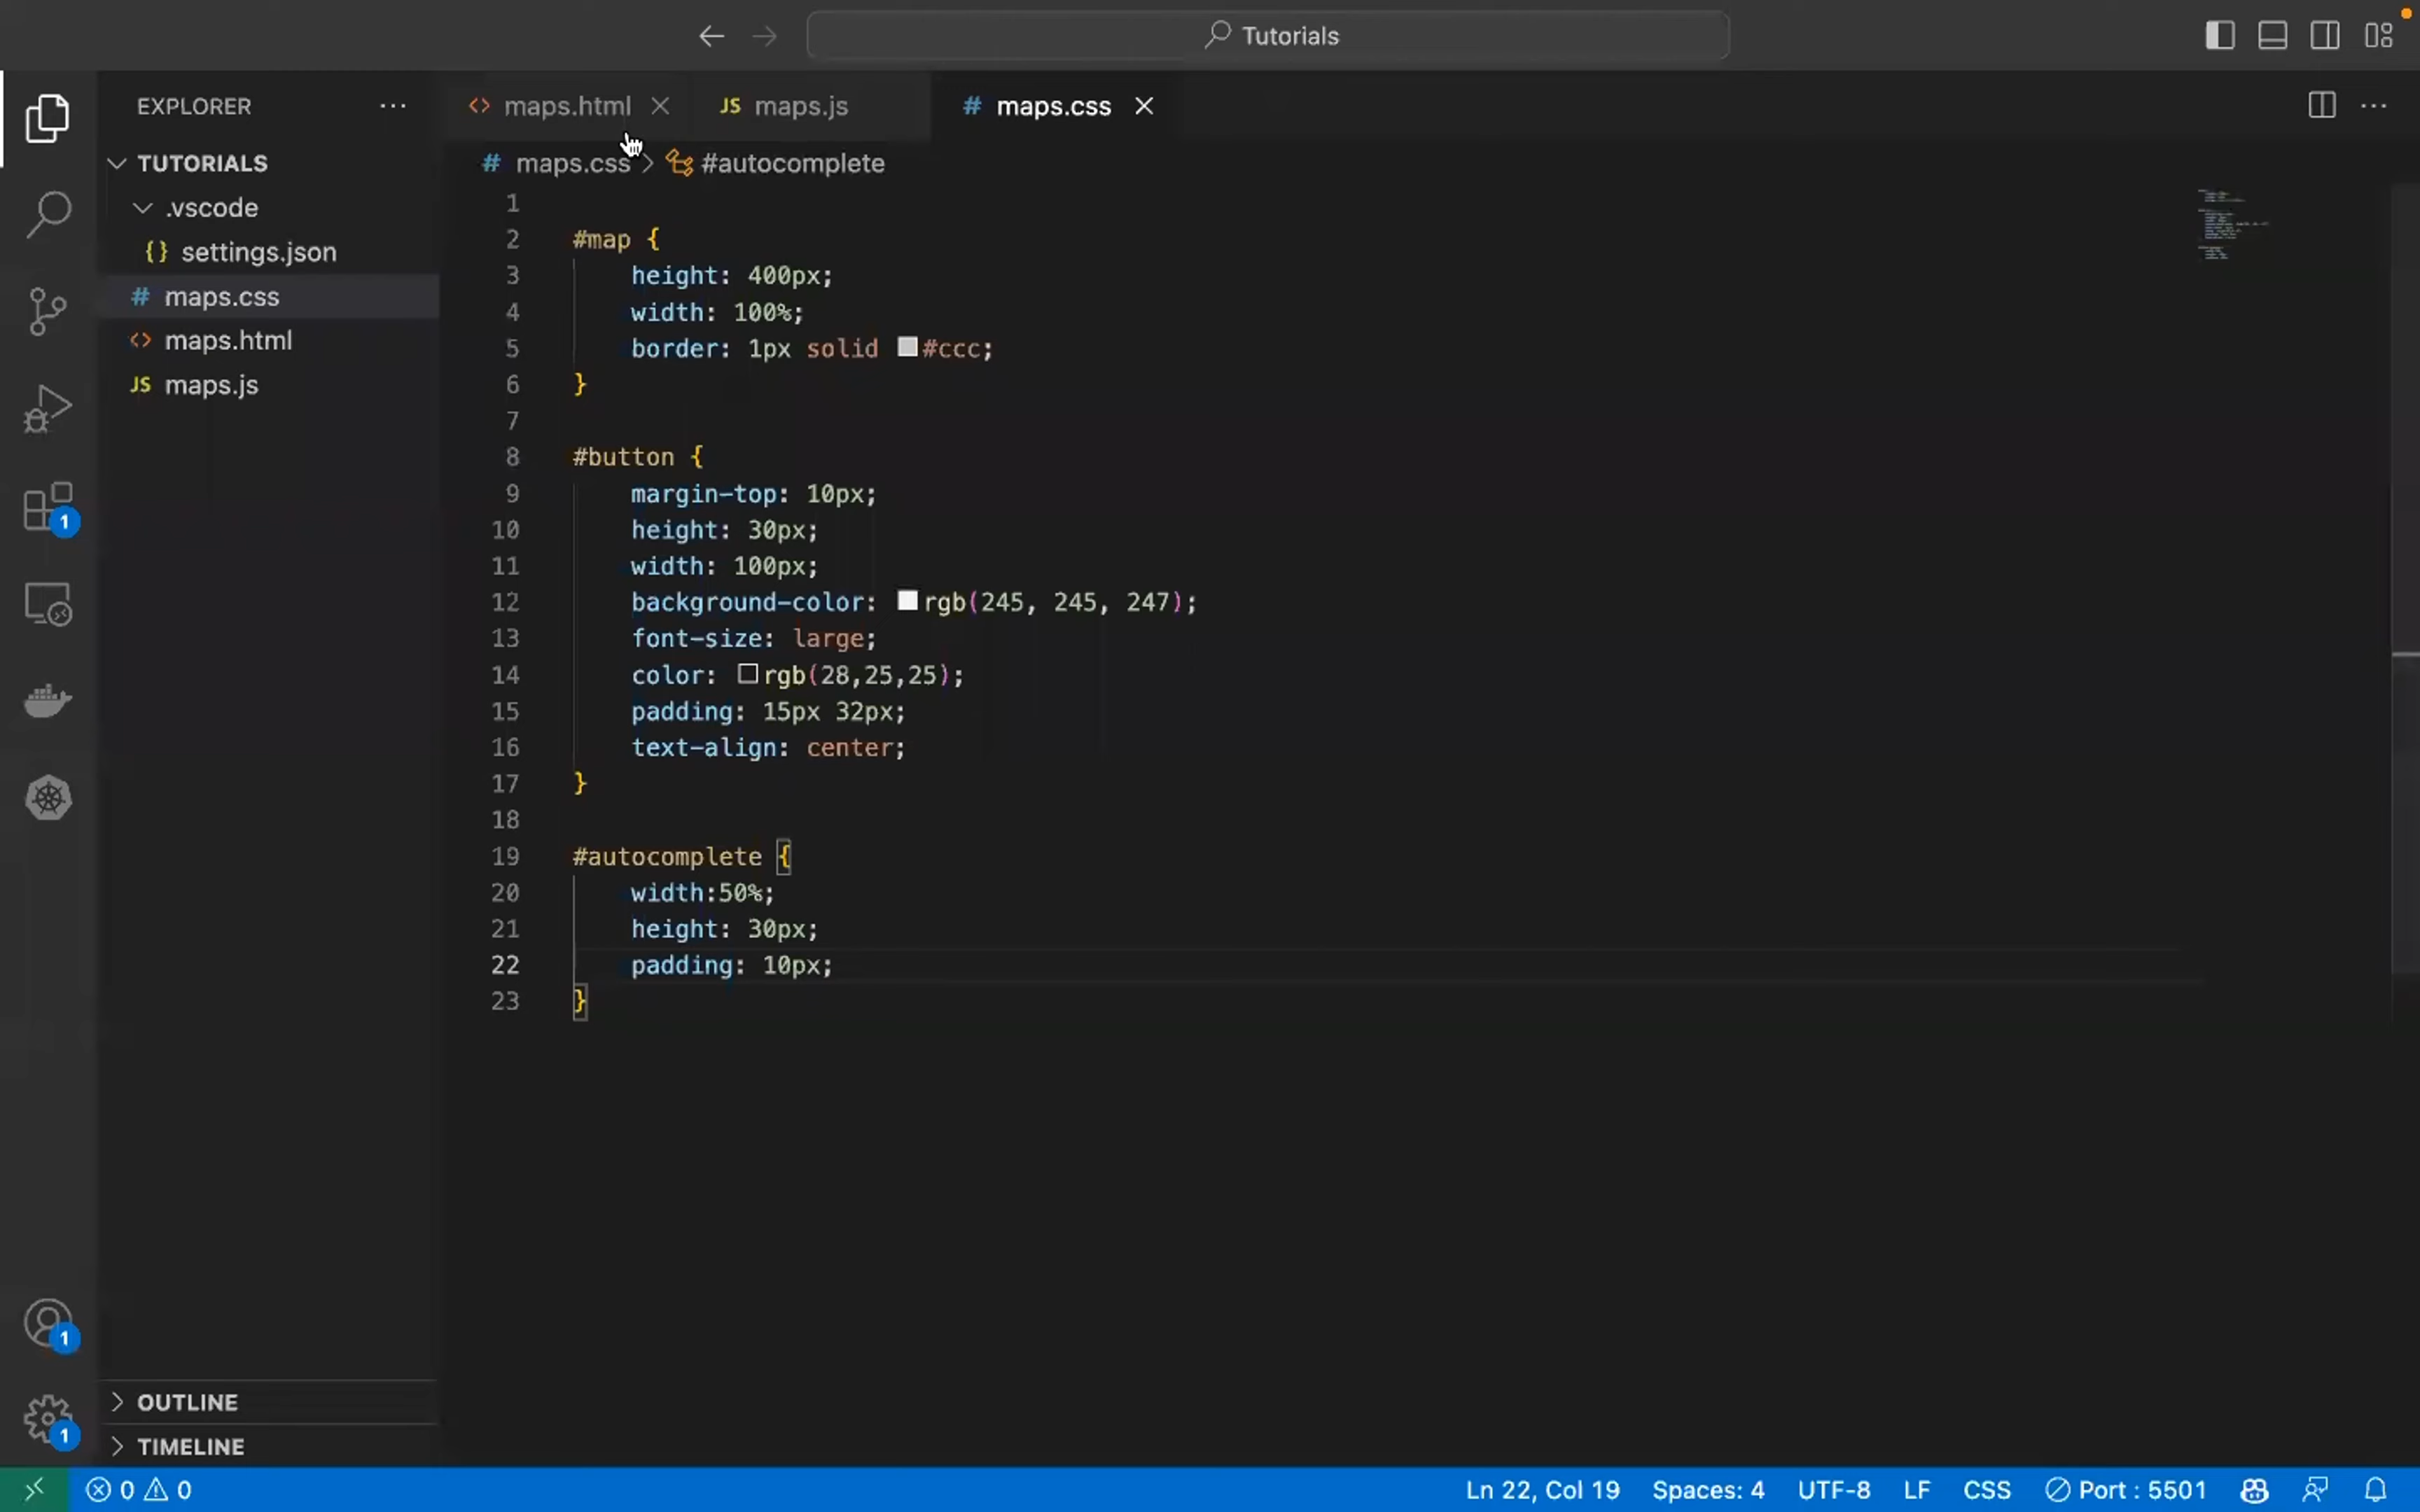 Tutorials
EXPLORER
TUTORIALS
.vscode
{} settings.json
# maps.css
<> maps.html
JS maps.js
1
1
1
OUTLINE
TIMELINE
<> maps.html
JS maps.js
# maps.css
# maps.css > #autocomplete
1
2 #map {
3 height: 400px;
4 width: 100%;
5 border: 1px solid #ccc;
6 }
7
8 #button {
9 margin-top: 10px;
10 height: 30px;
11 width: 100px;
12 background-color: rgb(245, 245, 247);
13 font-size: large;
14 color: rgb(28,25,25);
15 padding: 15px 32px;
16 text-align: center;
17 }
18
19 #autocomplete {
20 width:50%;
21 height: 30px;
22 padding: 10px;
23 }
0 0 Ln 22, Col 19 Spaces: 4 UTF-8 LF CSS Port : 5501